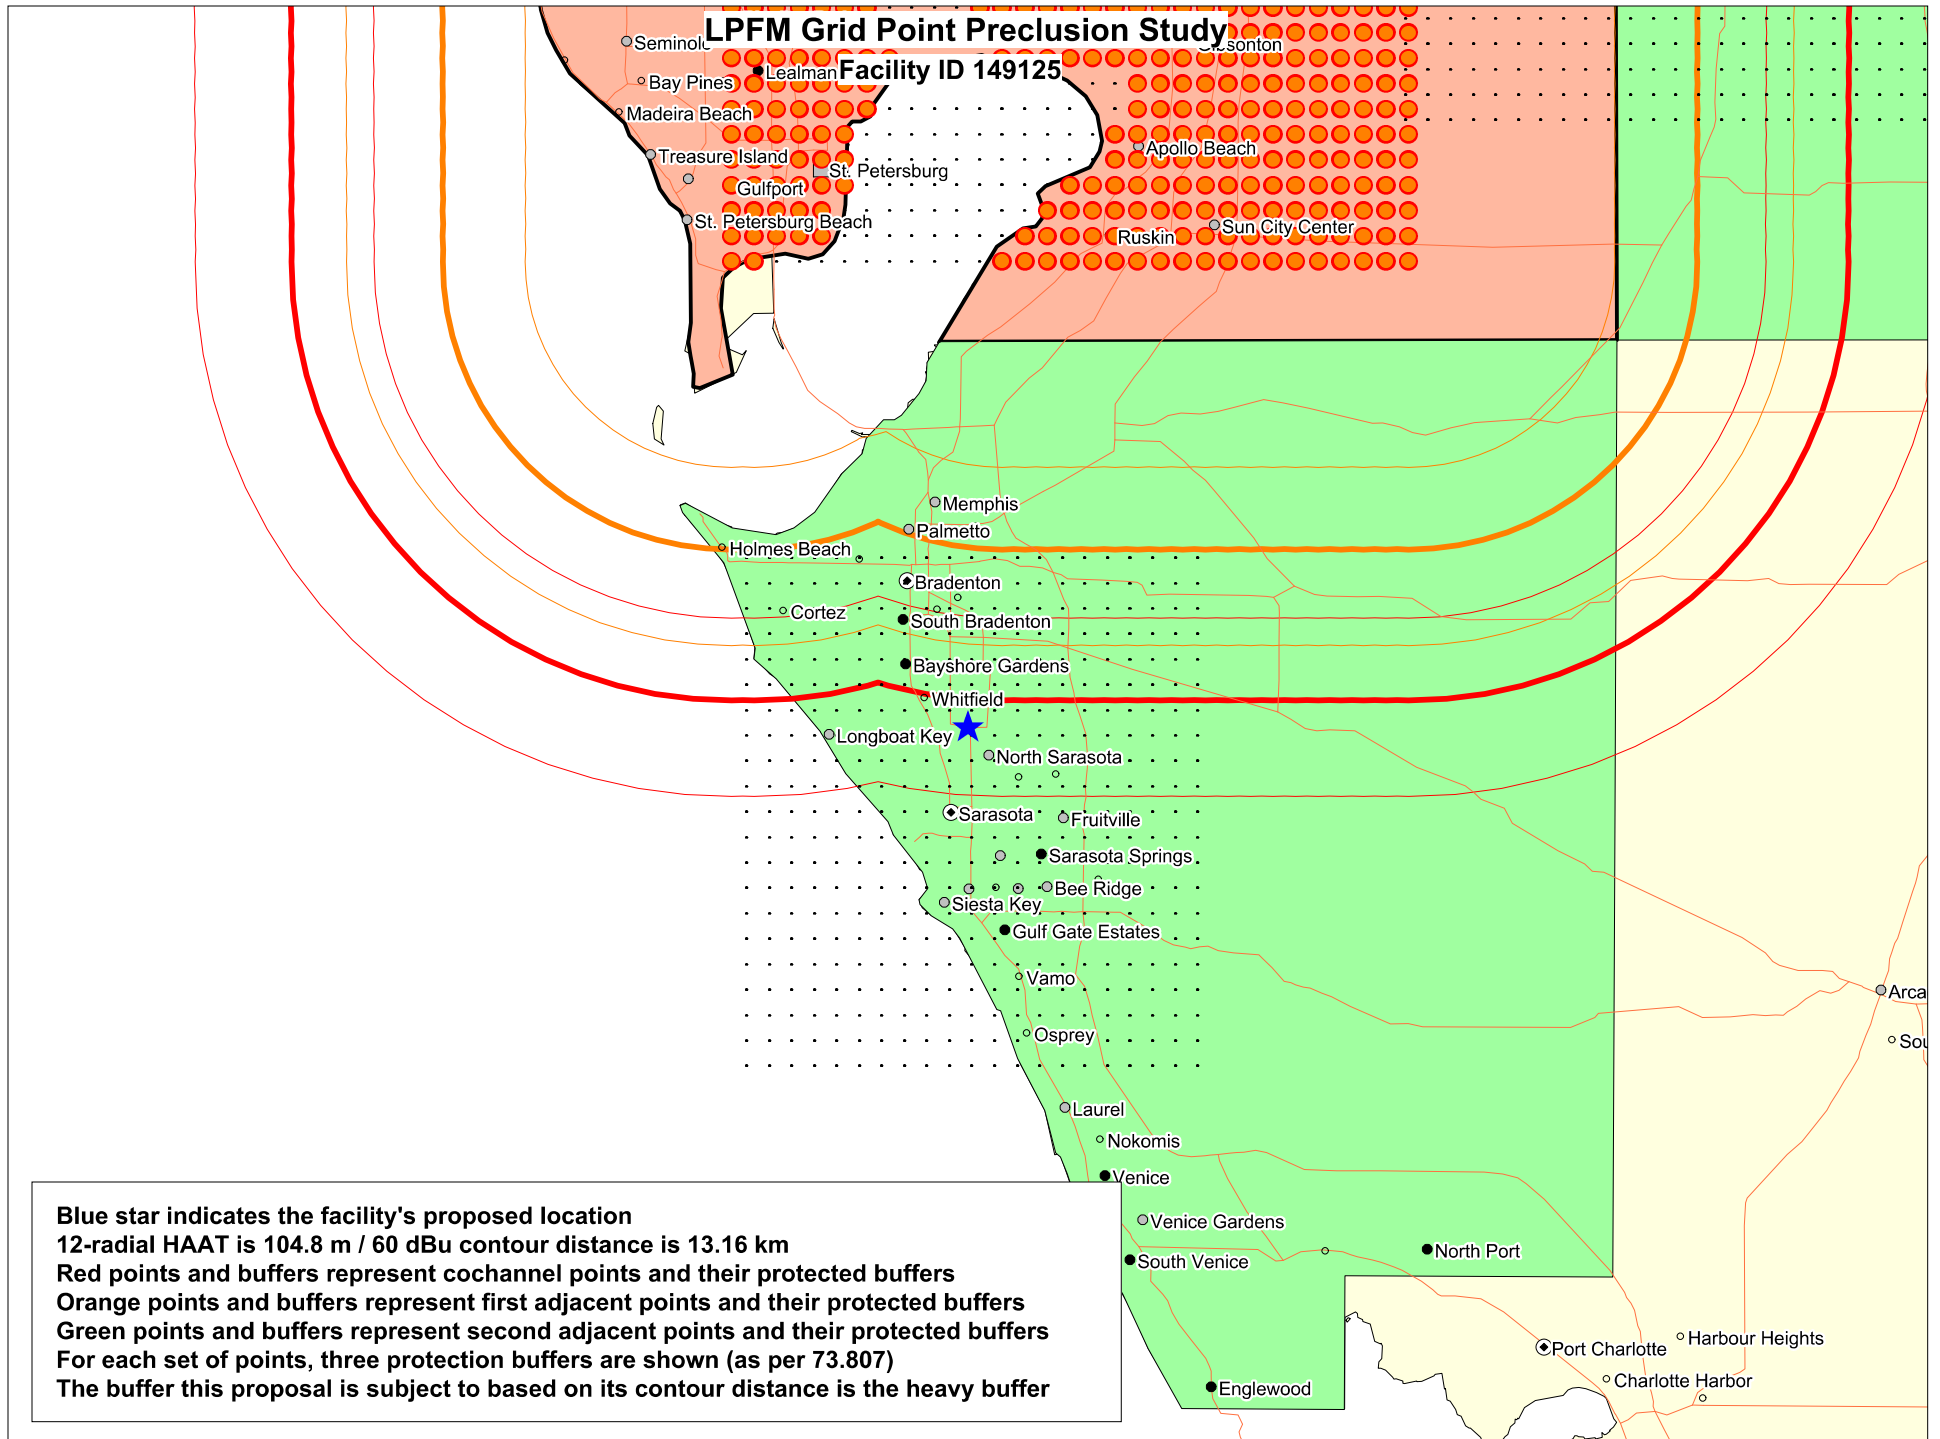 LPFM Grid Point Preclusion Study
Seminole
Gibsonton
Lealman
Facility ID 149125
Bay Pines
Madeira Beach
Apollo Beach
Treasure Island
St. Petersburg
Gulfport
St. Petersburg Beach
Sun City Center
Ruskin
Memphis
Palmetto
Holmes Beach
Bradenton
Cortez
South Bradenton
Bayshore Gardens
Whitfield
Longboat Key
North Sarasota
Sarasota
Fruitville
Sarasota Springs
Bee Ridge
Siesta Key
Gulf Gate Estates
Vamo
Arca
Osprey
Sou
Laurel
Nokomis
Venice
Venice Gardens
North Port
South Venice
Harbour Heights
Port Charlotte
Charlotte Harbor
Englewood
Blue star indicates the facility's proposed location
12-radial HAAT is 104.8 m / 60 dBu contour distance is 13.16 km
Red points and buffers represent cochannel points and their protected buffers
Orange points and buffers represent first adjacent points and their protected buffers
Green points and buffers represent second adjacent points and their protected buffers
For each set of points, three protection buffers are shown (as per 73.807)
The buffer this proposal is subject to based on its contour distance is the heavy buffer